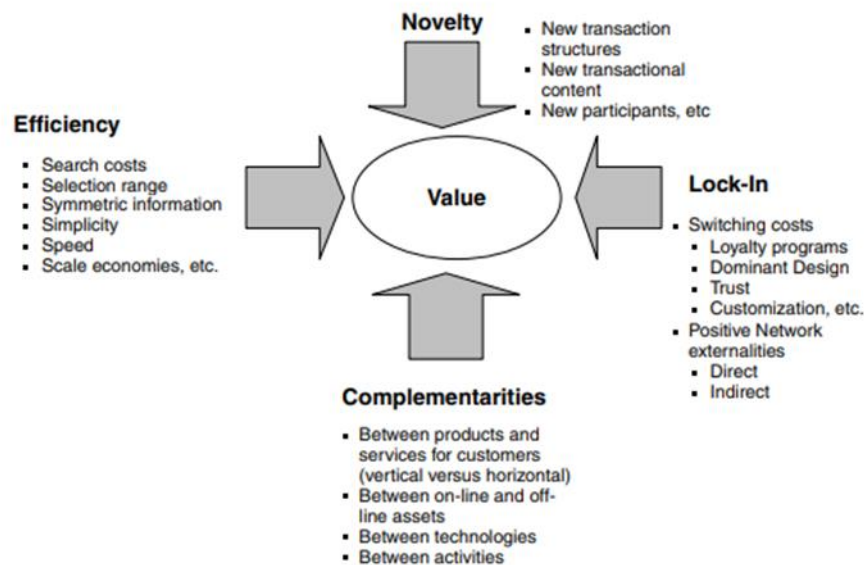 Novelty
▪ New transaction
structures
▪ New transactional
content
▪ New participants, etc
Efficiency
▪ Search costs
▪ Selection range
▪ Symmetric information
▪ Simplicity
▪ Speed
▪ Scale economies, etc.
Value
Lock-In
▪ Switching costs
▪ Loyalty programs
▪ Dominant Design
▪ Trust
▪ Customization, etc.
▪ Positive Network
externalities
▪ Direct
▪ Indirect
Complementarities
▪ Between products and
services for customers
(vertical versus horizontal)
▪ Between on-line and off-
line assets
▪ Between technologies
▪ Between activities